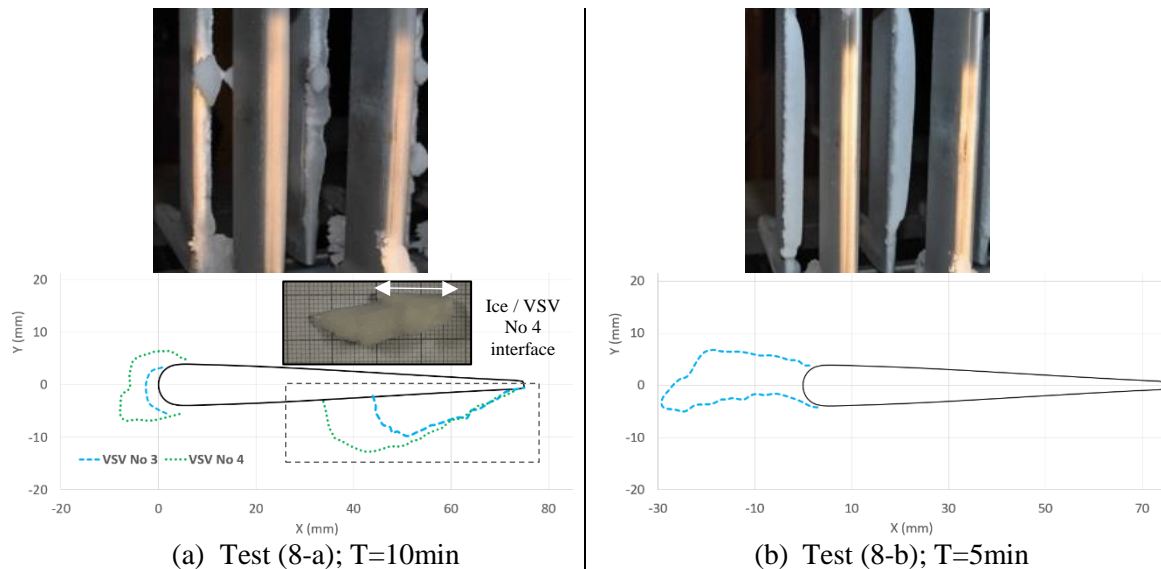 20
10
0
-10
-20
Y (mm)
Ice / VSV
No 4
interface
VSV No 3
VSV No 4
-20
0
20
40
60
80
X (mm)
(a) Test (8-a); T=10min
20
10
0
-10
-20
Y (mm)
-30
-10
10
30
50
70
X (mm)
(b) Test (8-b); T=5min